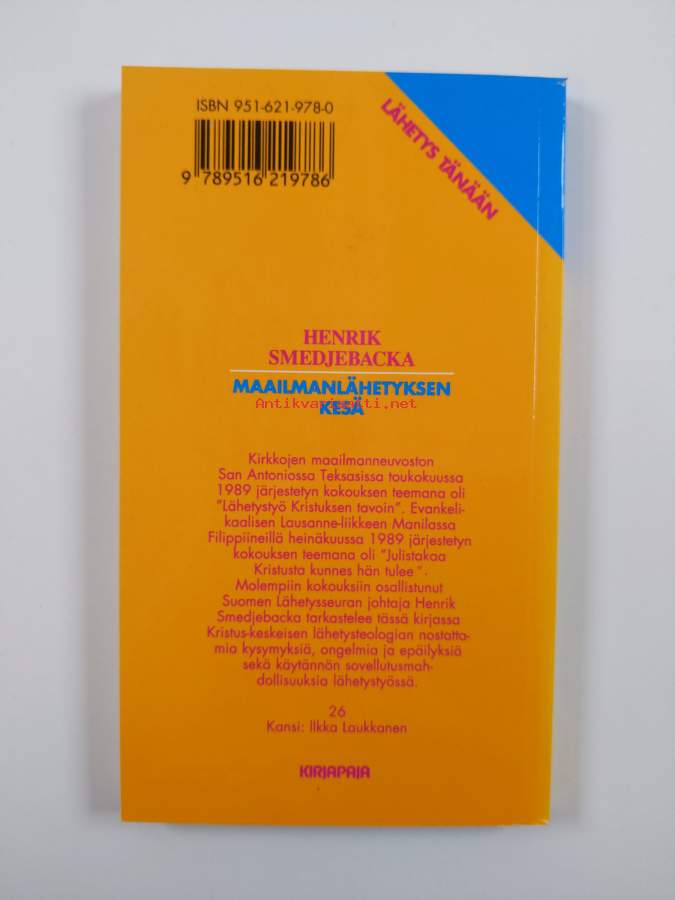 ISBN 951-621-978-0
9 789516 219786
LÄHETYS TÄNÄÄN
HENRIK
SMEDJEBACKA
MAAILMANLÄHETYKSEN
Antikvariaatti.net
KESÄ
Kirkkojen maailmanneuvoston
San Antoniossa Teksasissa toukokuussa
1989 järjestetyn kokouksen teemana oli
"Lähetystyö Kristuksen tavoin". Evankeli-
kaalisen Lausanne-liikkeen Manilassa
Filippiineillä heinäkuussa 1989 järjestetyn
kokouksen teemana oli "Julistakaa
Kristusta kunnes hän tulee".
Molempiin kokouksiin osallistunut
Suomen Lähetysseuran johtaja Henrik
Smedjebacka tarkastelee tässä kirjassa
Kristus-keskeisen lähetysteologian nostatta-
mia kysymyksiä, ongelmia ja epäilyksiä
sekä käytännön sovellutusmah-
dollisuuksia lähetystyössä.
26
Kansi: Ilkka Laukkanen
KIRJAPAJA